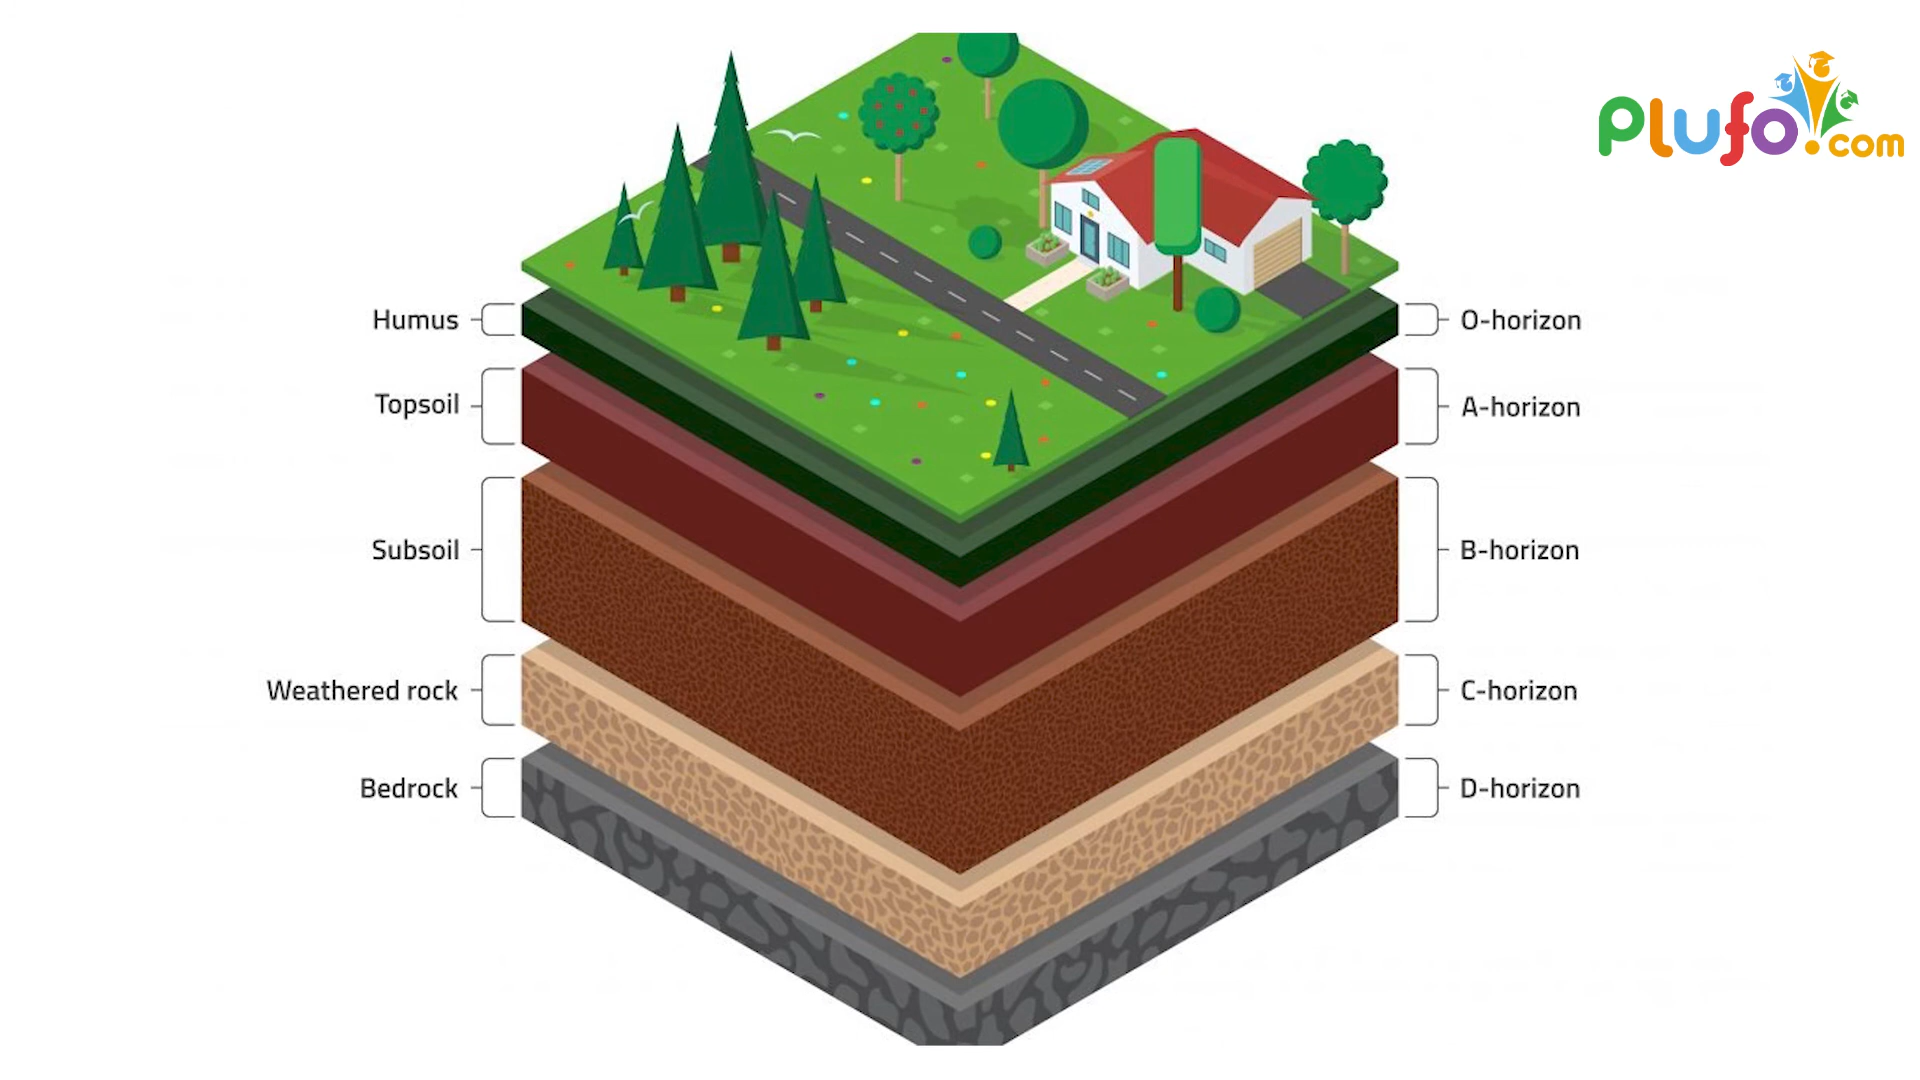 Plufo.com
Humus
O-horizon
Topsoil
A-horizon
Subsoil
B-horizon
Weathered rock
C-horizon
Bedrock
D-horizon